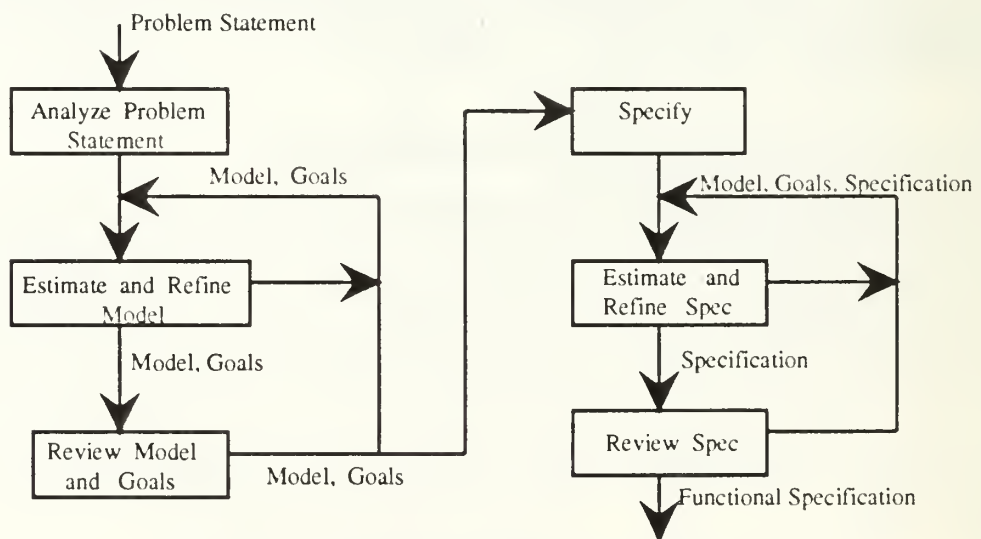 Problem Statement
Analyze Problem
Statement
Model, Goals
Estimate and Refine
Model
Model, Goals
Review Model
and Goals
Model, Goals
Specify
Model, Goals, Specification
Estimate and
Refine Spec
Specification
Review Spec
Functional Specification